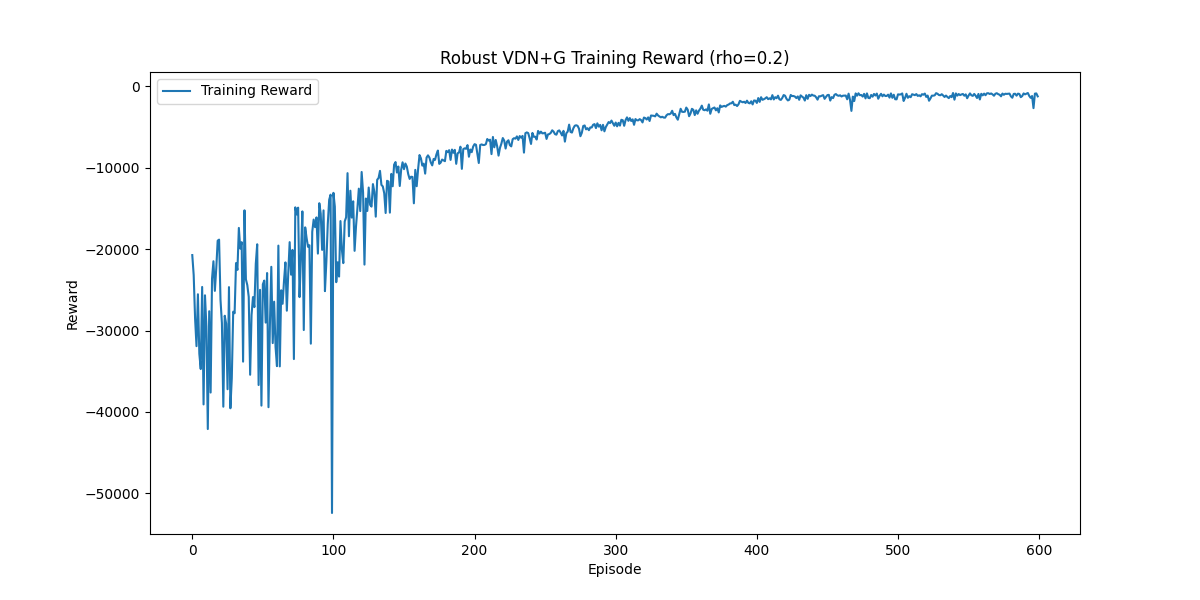 Robust VDN+G Training Reward (rho=0.2)
Training Reward
0
−10000
−20000
−30000
−40000
−50000
Reward
0 100 200 300 400 500 600
Episode